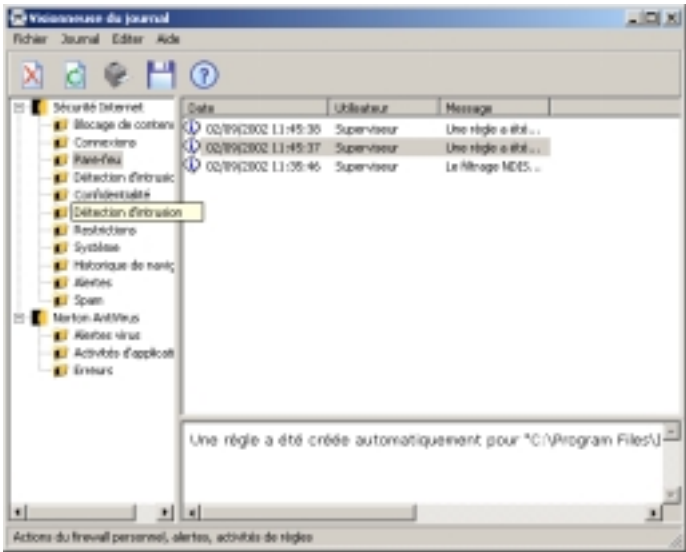 Visionneuse du journal
Fichier Journal Editer Aide
Sécurité Internet
Blocage de conten
Connexions
Pare-feu
Détection d'intrusic
Confidentialité
Détection d'intrusion
Restrictions
Système
Historique de navig
Alertes
Spam
Norton AntiVirus
Alertes virus
Activités d'applicati
Erreurs
Date Utilisateur Message
02/09/2002 11:45:38 Superviseur Une règle a été...
02/09/2002 11:45:37 Superviseur Une règle a été...
02/09/2002 11:35:46 Superviseur Le filtrage NDIS...
Une règle a été créée automatiquement pour "C:\Program Files\I
Actions du firewall personnel, alertes, activités de règles